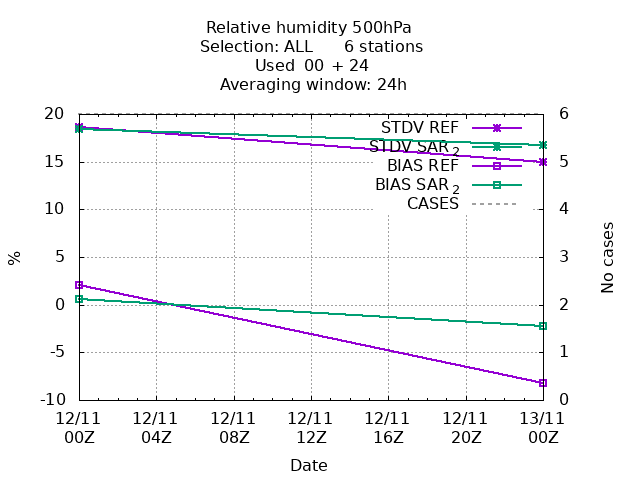 Relative humidity 500hPa
Selection: ALL 6 stations
Used 00 + 24
Averaging window: 24h
20 6
STDV REF
STDV SAR 2
15 5
BIAS REF
BIAS SAR 2
CASES
10 4
5 3
0 2
-5 1
-10 0
%
No cases
12/11 12/11 12/11 12/11 12/11 12/11 13/11
00Z 04Z 08Z 12Z 16Z 20Z 00Z
Date